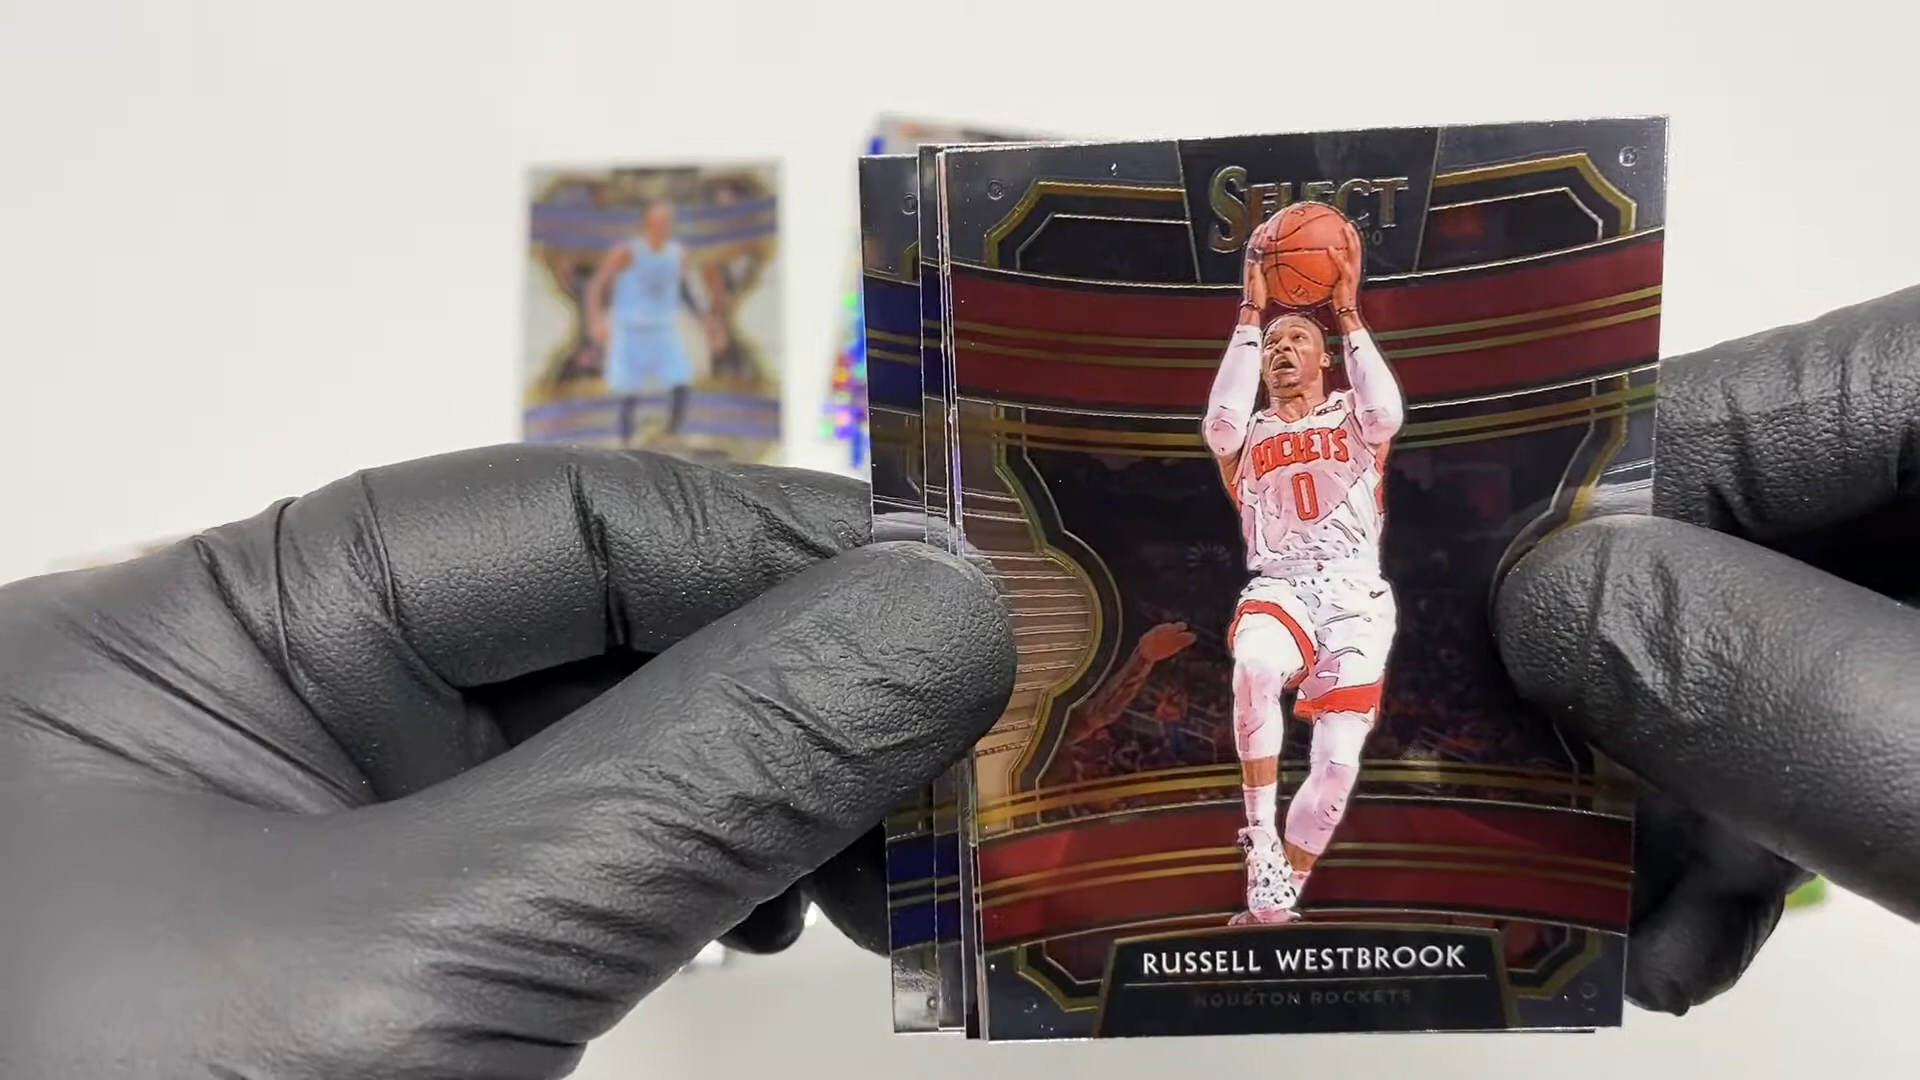 SELECT
ROCKETS
0
RUSSELL WESTBROOK
HOUSTON ROCKETS